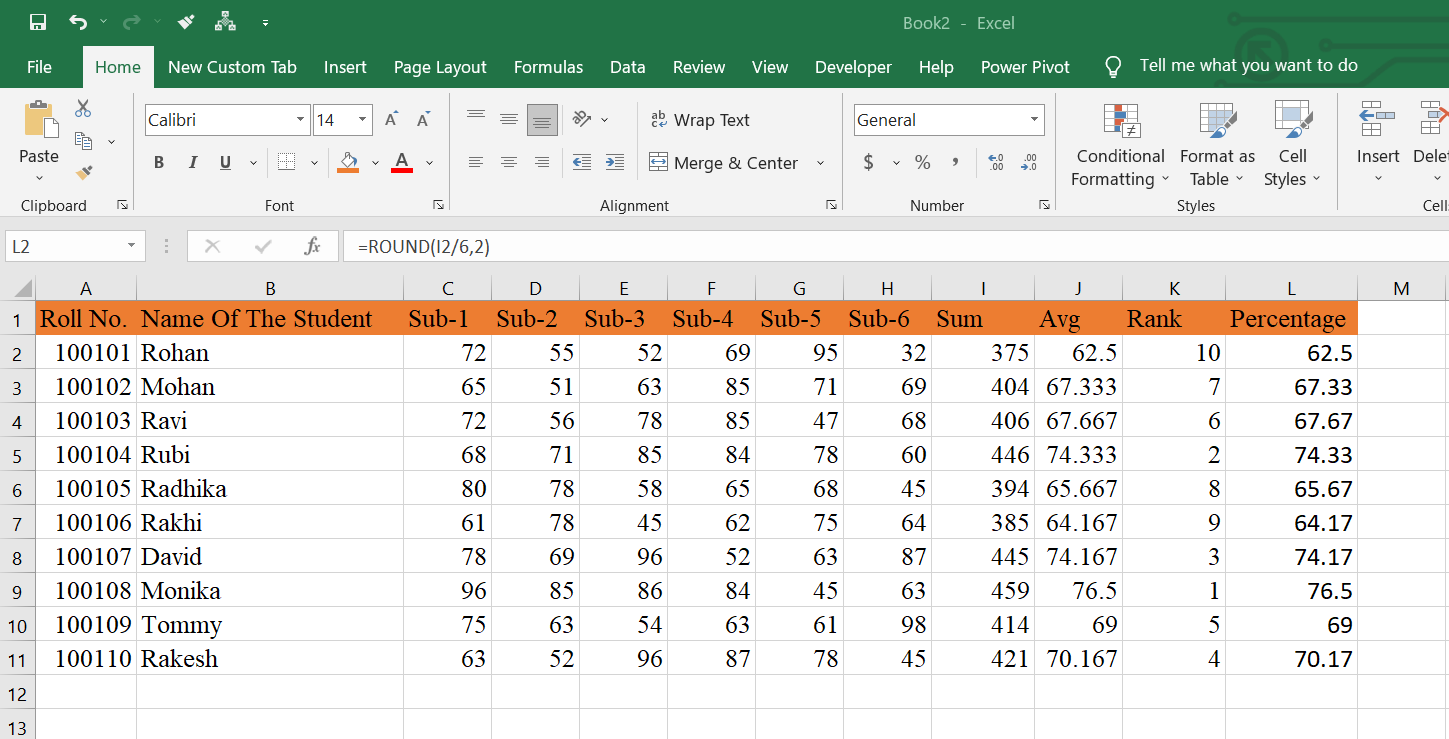 Book2 - Excel
File Home New Custom Tab Insert Page Layout Formulas Data Review View Developer Help Power Pivot Tell me what you want to do
Calibri 14 ab Wrap Text General
Paste B I U A Merge & Center $ % , .00 .0 Conditional Formatting Format as Table Cell Styles Insert Delet
Clipboard Font Alignment Number Styles Cell
L2 fx =ROUND(I2/6,2)
A B C D E F G H I J K L M
1 Roll No. Name Of The Student Sub-1 Sub-2 Sub-3 Sub-4 Sub-5 Sub-6 Sum Avg Rank Percentage
2 100101 Rohan 72 55 52 69 95 32 375 62.5 10 62.5
3 100102 Mohan 65 51 63 85 71 69 404 67.333 7 67.33
4 100103 Ravi 72 56 78 85 47 68 406 67.667 6 67.67
5 100104 Rubi 68 71 85 84 78 60 446 74.333 2 74.33
6 100105 Radhika 80 78 58 65 68 45 394 65.667 8 65.67
7 100106 Rakhi 61 78 45 62 75 64 385 64.167 9 64.17
8 100107 David 78 69 96 52 63 87 445 74.167 3 74.17
9 100108 Monika 96 85 86 84 45 63 459 76.5 1 76.5
10 100109 Tommy 75 63 54 63 61 98 414 69 5 69
11 100110 Rakesh 63 52 96 87 78 45 421 70.167 4 70.17
12
13